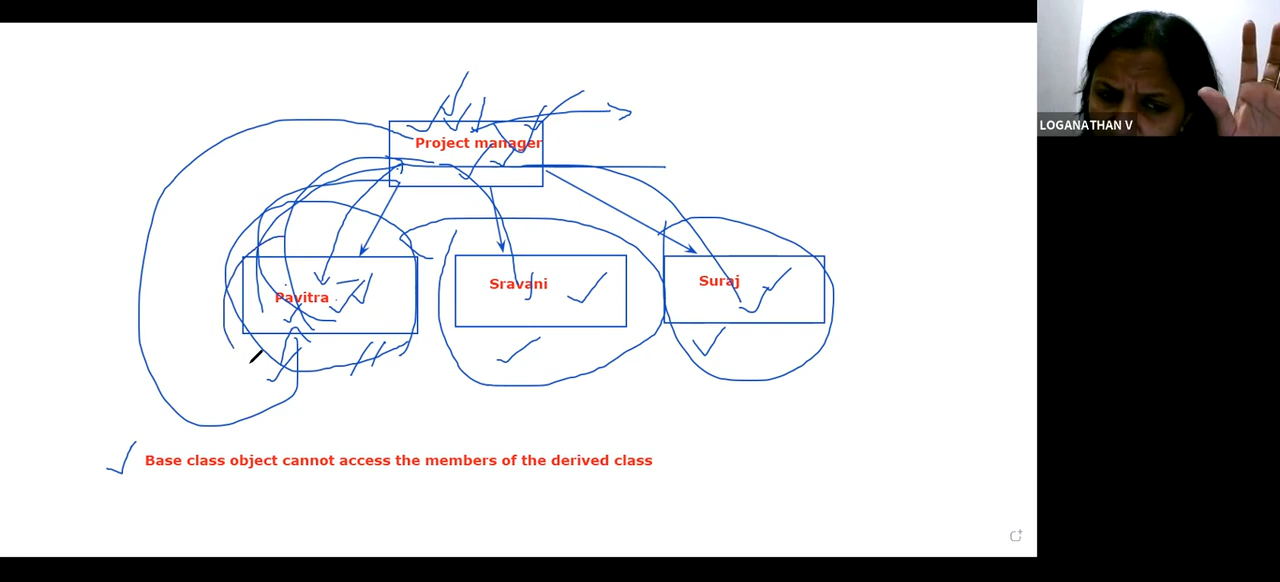 Project manager
LOGANATHAN V
Pavitra
Sravani
Suraj
Base class object cannot access the members of the derived class